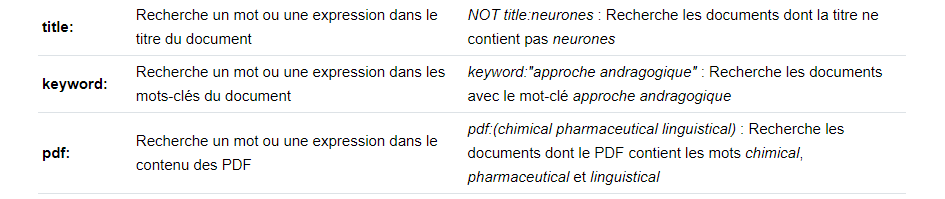 title:
Recherche un mot ou une expression dans le
titre du document
NOT title:neurones : Recherche les documents dont la titre ne
contient pas neurones
keyword:
Recherche un mot ou une expression dans les
mots-clés du document
keyword:"approche andragogique" : Recherche les documents
avec le mot-clé approche andragogique
pdf:
Recherche un mot ou une expression dans le
contenu des PDF
pdf:(chimical pharmaceutical linguistical) : Recherche les
documents dont le PDF contient les mots chimical,
pharmaceutical et linguistical